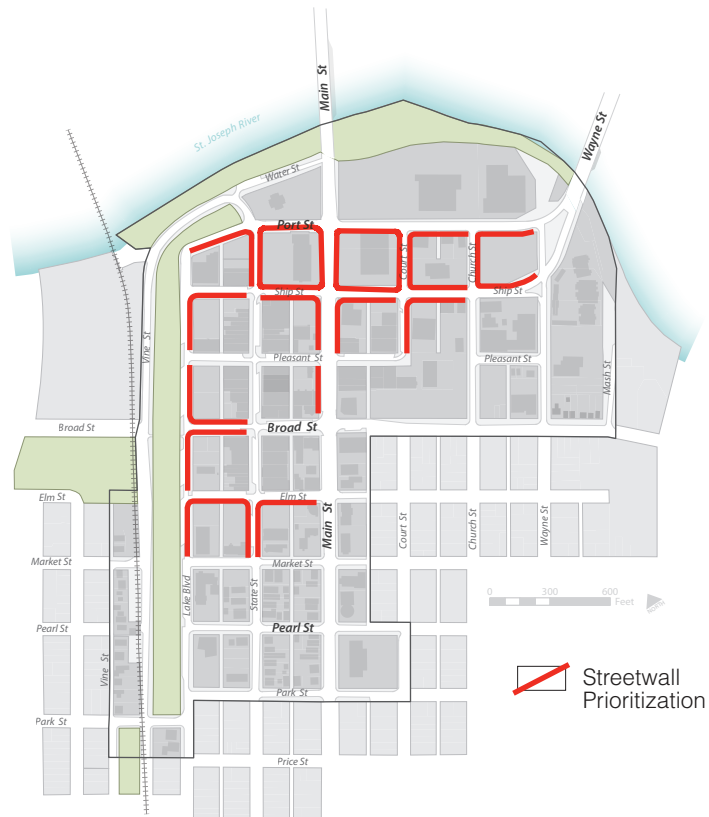 Main St
Wayne St
St. Joseph River
Water St
Port St
Court St
Church St
Ship St
Ship St
Vine St
Pleasant St
Pleasant St
Mash St
Broad St
Broad St
Elm St
Elm St
Main St
Court St
Church St
Wayne St
Market St
Market St
Lake Blvd
State St
0 300 600
Feet
Pearl St
Pearl St
Vine St
Streetwall
Prioritization
Park St
Park St
Price St